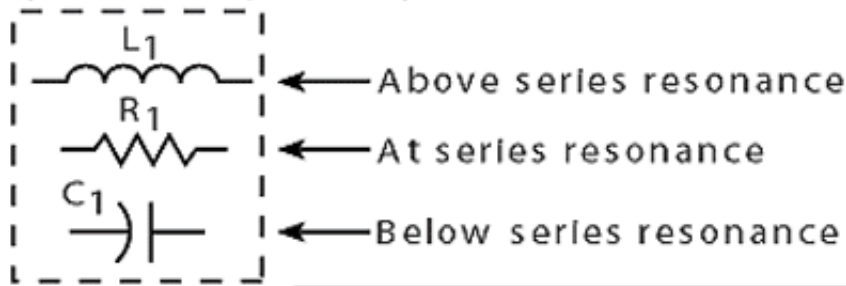 L1
Above series resonance
R1
At series resonance
C1
Below series resonance